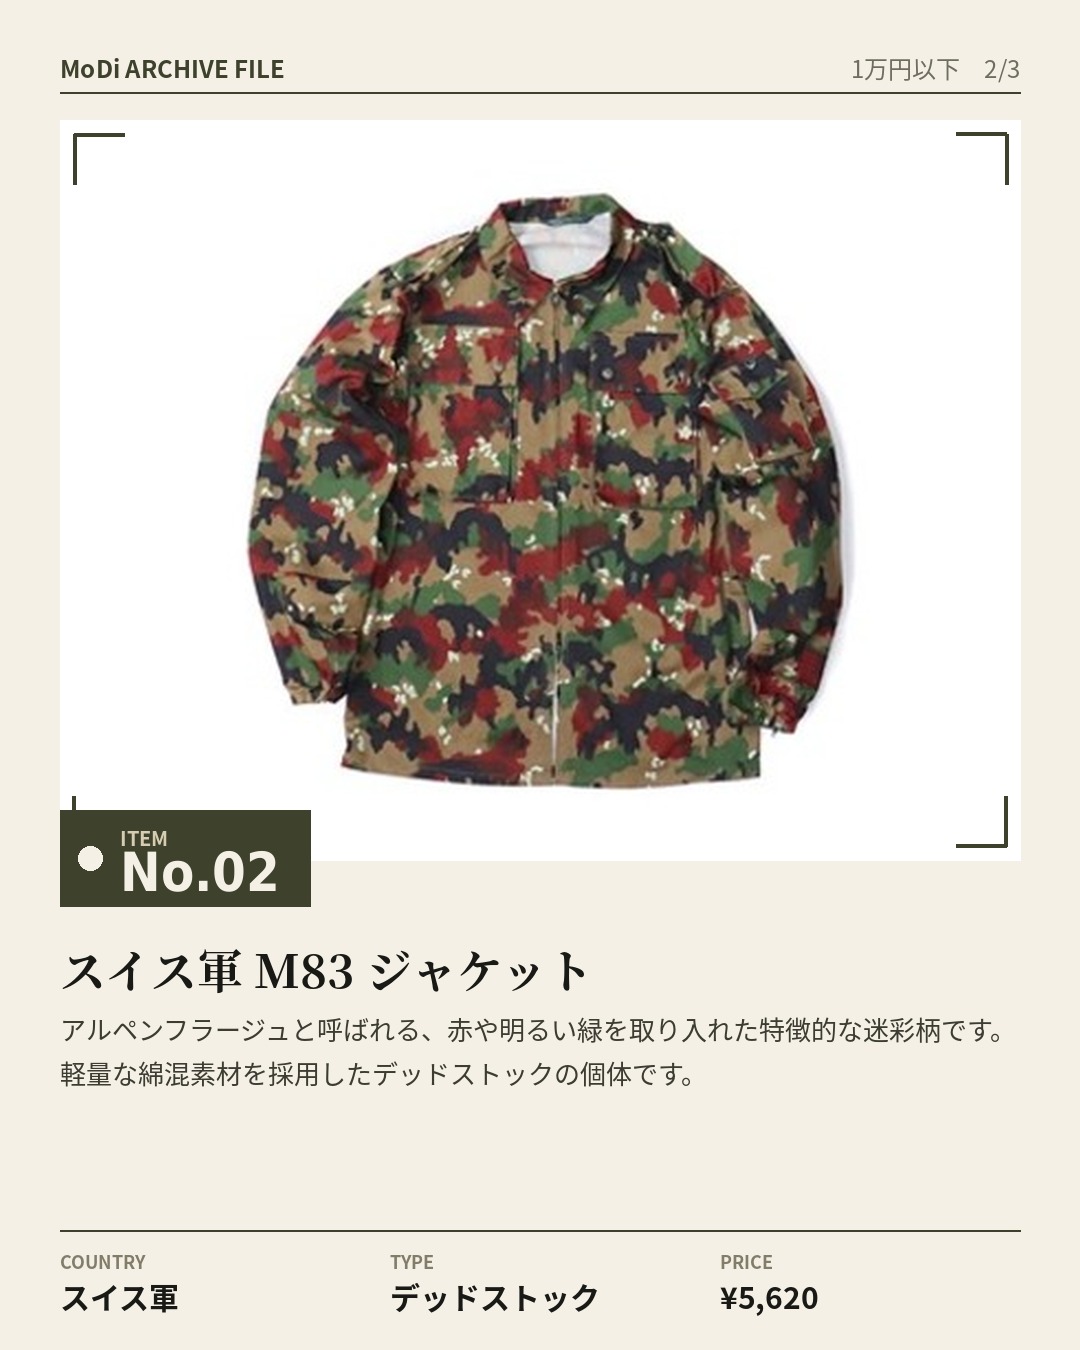 MoDi ARCHIVE FILE
1万円以下 2/3
ITEM
No.02
スイス軍 M83 ジャケット
アルペンフラージュと呼ばれる、赤や明るい緑を取り入れた特徴的な迷彩柄です。
軽量な綿混素材を採用したデッドストックの個体です。
COUNTRY
スイス軍
TYPE
デッドストック
PRICE
¥5,620